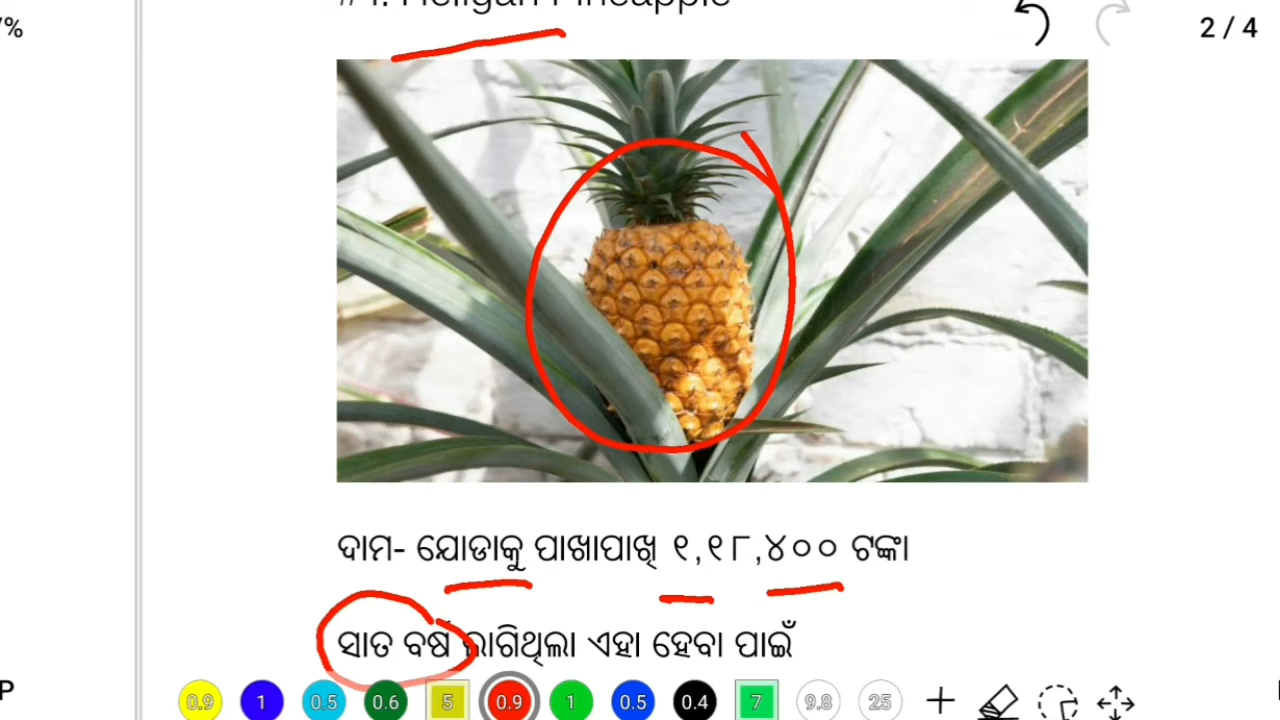 2 / 4
ଦାମ- ଯୋଡାକୁ ପାଖାପାଖି ୧,୧୮,୪୦୦ ଟଙ୍କା
ସାତ ବର୍ଷ ଲାଗିଥିଲା ଏହା ହେବା ପାଇଁ
0.9 1 0.5 0.6 5 0.9 1 0.5 0.4 7 9.8 25